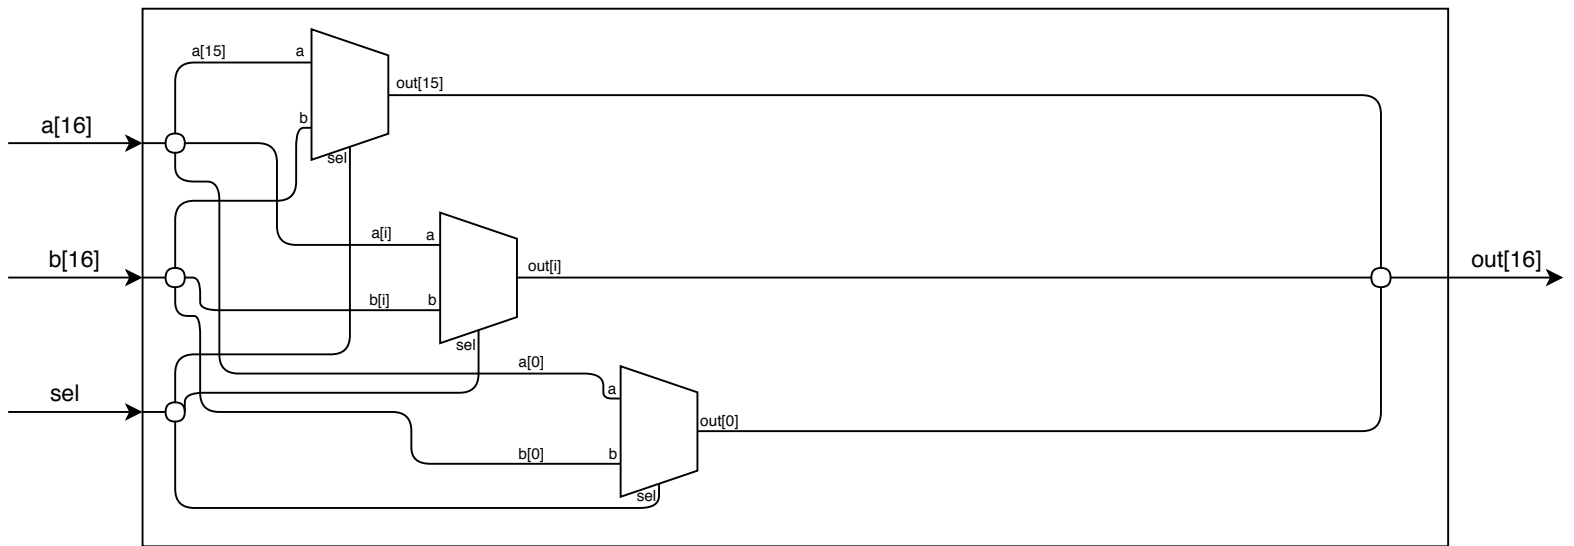 a[15]
a
out[15]
b
a[16]
sel
a[i]
a
b[16]
out[i]
out[16]
b[i]
b
sel
a[0]
a
sel
out[0]
b[0]
b
sel